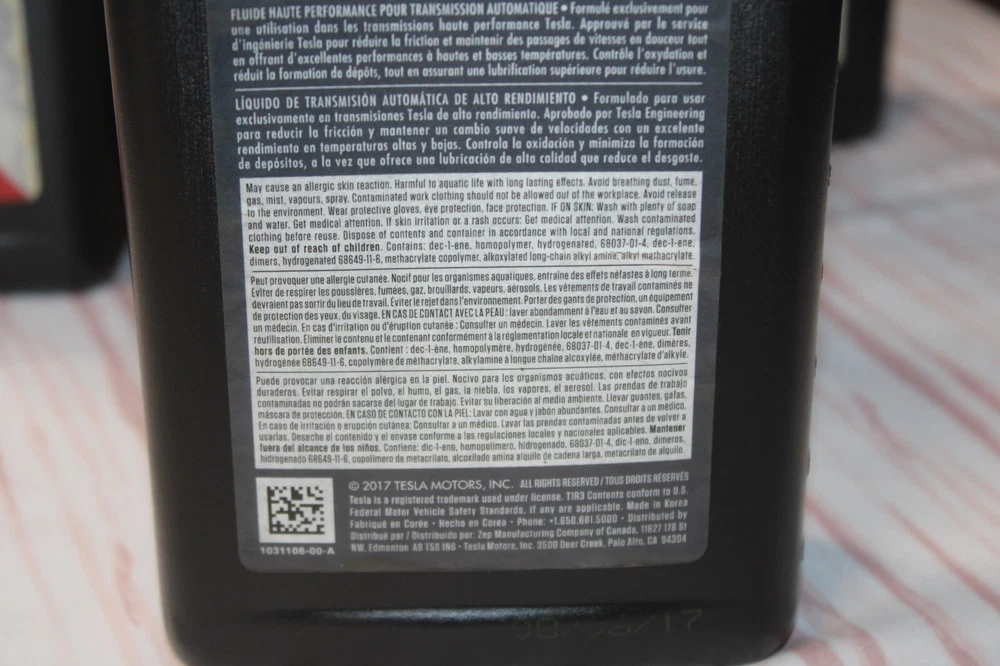 FLUIDE HAUTE PERFORMANCE POUR TRANSMISSION AUTOMATIQUE • Formulé exclusivement pour
une utilisation dans les transmissions haute performance Tesla. Approuvé par le service
d'ingénierie Tesla pour réduire la friction et maintenir des passages de vitesses en douceur tout
en offrant d'excellentes performances à hautes et basses températures. Contrôle l'oxydation et
réduit la formation de dépôts, tout en assurant une lubrification supérieure pour réduire l'usure.
LÍQUIDO DE TRANSMISIÓN AUTOMÁTICA DE ALTO RENDIMIENTO • Formulado para usar
exclusivamente en transmisiones Tesla de alto rendimiento. Aprobado por Tesla Engineering
para reducir la fricción y mantener un cambio suave de velocidades con un excelente
rendimiento en temperaturas altas y bajas. Controla la oxidación y minimiza la formación
de depósitos, a la vez que ofrece una lubricación de alta calidad que reduce el desgaste.
May cause an allergic skin reaction. Harmful to aquatic life with long lasting effects. Avoid breathing dust, fume,
gas, mist, vapours, spray. Contaminated work clothing should not be allowed out of the workplace. Avoid release
to the environment. Wear protective gloves, eye protection, face protection. IF ON SKIN: Wash with plenty of soap
and water. Get medical attention. If skin irritation or a rash occurs: Get medical attention. Wash contaminated
clothing before reuse. Dispose of contents and container in accordance with local and national regulations.
Keep out of reach of children. Contains: dec-1-ene, homopolymer, hydrogenated, 68037-01-4, dec-1-ene,
dimers, hydrogenated 68649-11-6, methacrylate copolymer, alkoxylated long-chain alkyl amine, alkyl methacrylate.
Peut provoquer une allergie cutanée. Nocif pour les organismes aquatiques, entraîne des effets néfastes à long terme.
Éviter de respirer les poussières, fumées, gaz, brouillards, vapeurs, aérosols. Les vêtements de travail contaminés ne
devraient pas sortir du lieu de travail. Éviter le rejet dans l'environnement. Porter des gants de protection, un équipement
de protection des yeux, du visage. EN CAS DE CONTACT AVEC LA PEAU : laver abondamment à l'eau et au savon. Consulter
un médecin. En cas d'irritation ou d'éruption cutanée : Consulter un médecin. Laver les vêtements contaminés avant
réutilisation. Éliminer le contenu et le contenant conformément à la réglementation locale et nationale en vigueur. Tenir
hors de portée des enfants. Contient : dec-1-ène, homopolymère, hydrogénée, 68037-01-4, dec-1-ène, dimères,
hydrogénée 68649-11-6, copolymère de méthacrylate, alkylamine à longue chaîne alcoxylée, méthacrylate d'alkyle.
Puede provocar una reacción alérgica en la piel. Nocivo para los organismos acuáticos, con efectos nocivos
duraderos. Evitar respirar el polvo, el humo, el gas, la niebla, los vapores, el aerosol. Las prendas de trabajo
contaminadas no podrán sacarse del lugar de trabajo. Evitar su liberación al medio ambiente. Llevar guantes, gafas,
máscara de protección. EN CASO DE CONTACTO CON LA PIEL: Lavar con agua y jabón abundantes. Consultar a un médico.
En caso de irritación o erupción cutánea: Consultar a un médico. Lavar las prendas contaminadas antes de volver a
usarlas. Deseche el contenido y el envase conforme a las regulaciones locales y nacionales aplicables. Mantener
fuera del alcance de los niños. Contiene: dic-1-eno, homopolímero, hidrogenado, 68037-01-4, dic-1-eno, dímeros,
hidrogenado 68649-11-6, copolímero de metacrilato, alcoxilado amina alquilo de cadena larga, metacrilato de alquilo.
© 2017 TESLA MOTORS, INC. ALL RIGHTS RESERVED / TOUS DROITS RÉSERVÉS
Tesla is a registered trademark used under license. TIR3 Contents conform to U.S.
Federal Motor Vehicle Safety Standards, if any are applicable. Made in Korea
Fabriqué en Corée • Hecho en Corea • Phone: +1.650.681.5000 • Distributed by
Distribué par / Distribuido por: Zep Manufacturing Company of Canada, 11627 178 St
NW, Edmonton AB T5S 1N6 • Tesla Motors, Inc. 3500 Deer Creek, Palo Alto, CA 94304
1031106-00-A